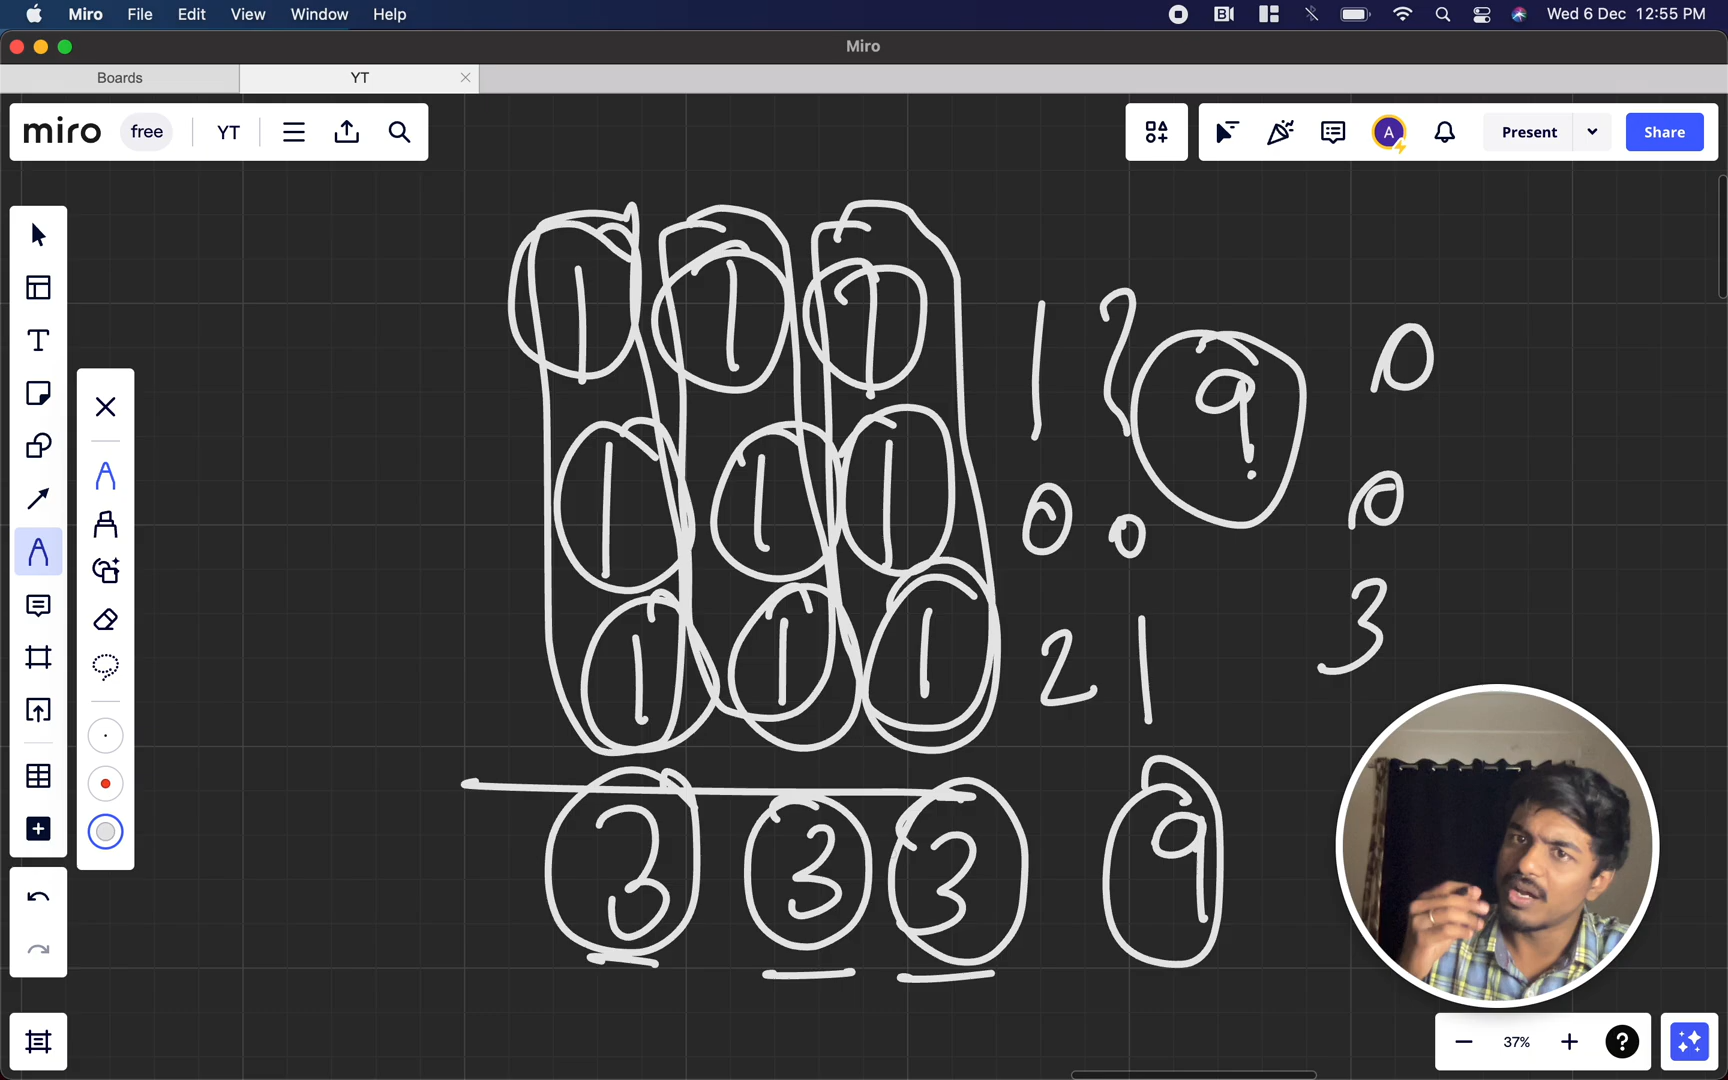 Miro File Edit View Window Help Wed 6 Dec 12:55 PM
Miro
Boards YT
miro free YT Present Share
A
T
1 1 1 1 2 9 0
1 1 1 0 0 0
1 1 1 2 1 3
3 3 3 9
37% ?